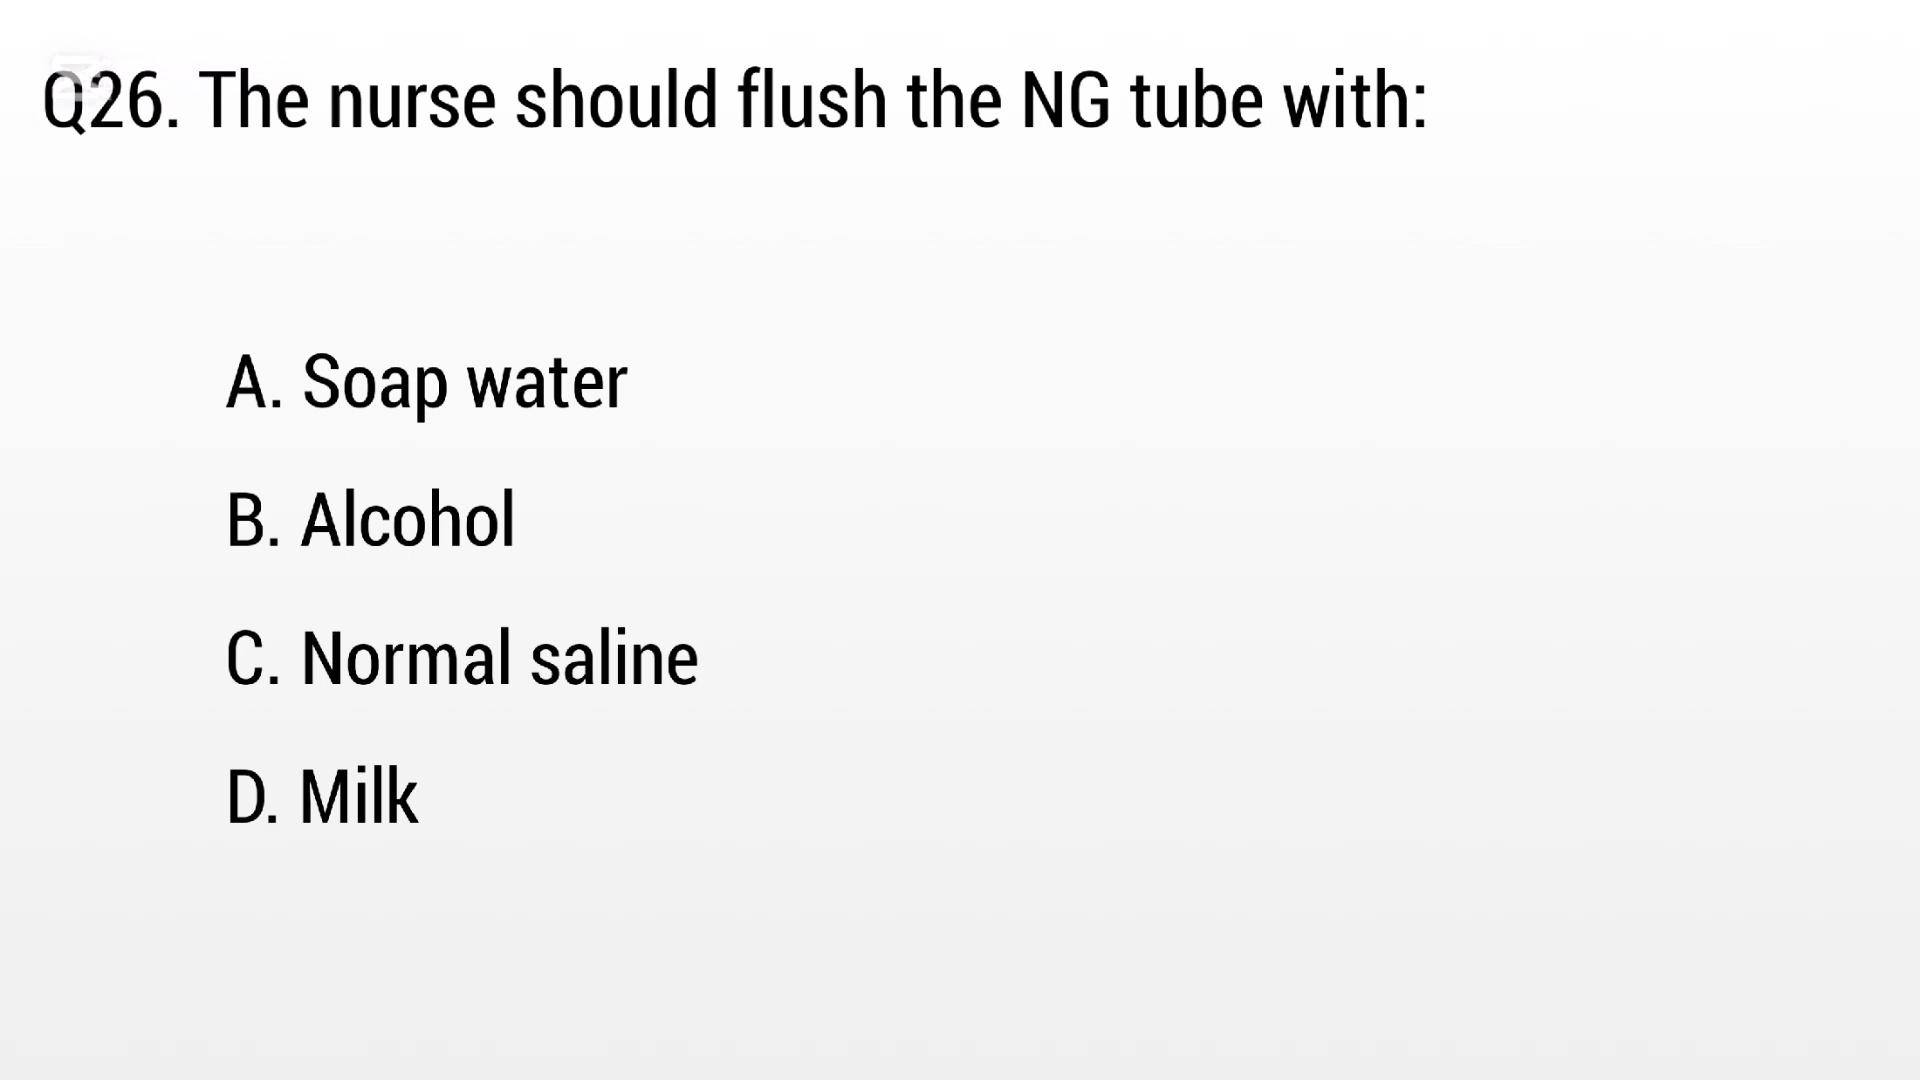 Q26. The nurse should flush the NG tube with:
A. Soap water
B. Alcohol
C. Normal saline
D. Milk